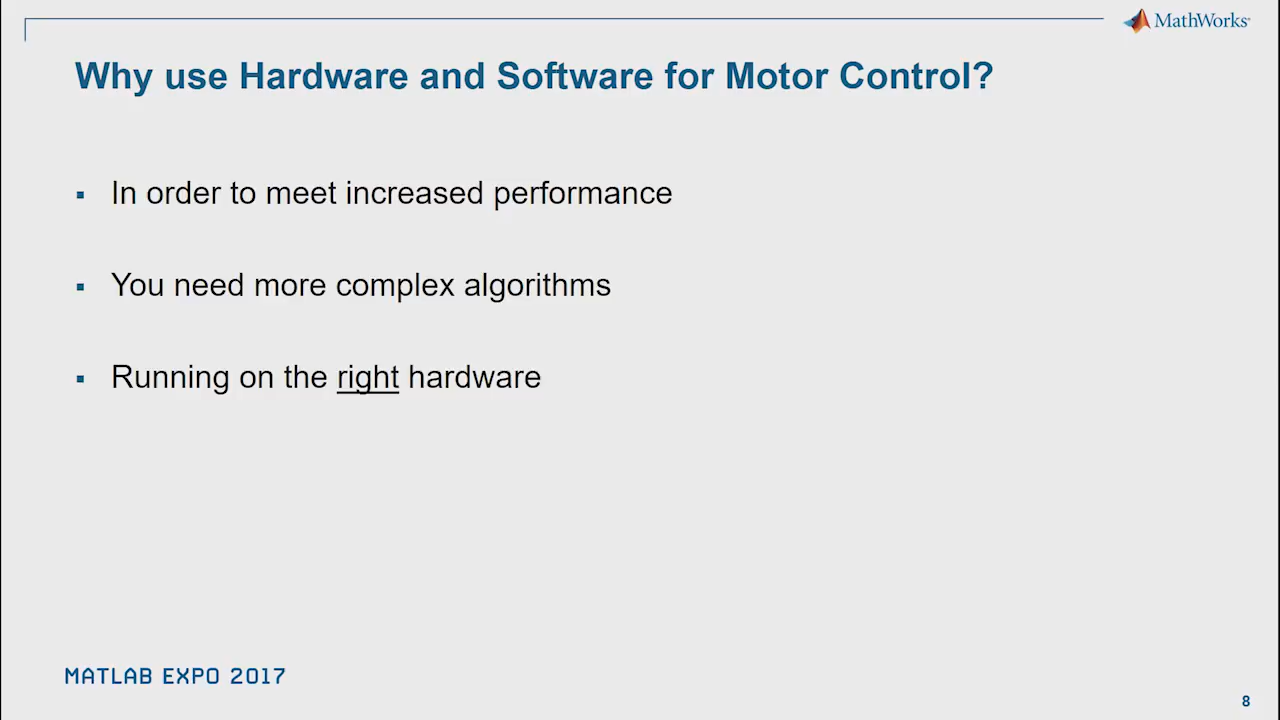 MathWorks®
Why use Hardware and Software for Motor Control?
▪ In order to meet increased performance
▪ You need more complex algorithms
▪ Running on the right hardware
MATLAB EXPO 2017
8